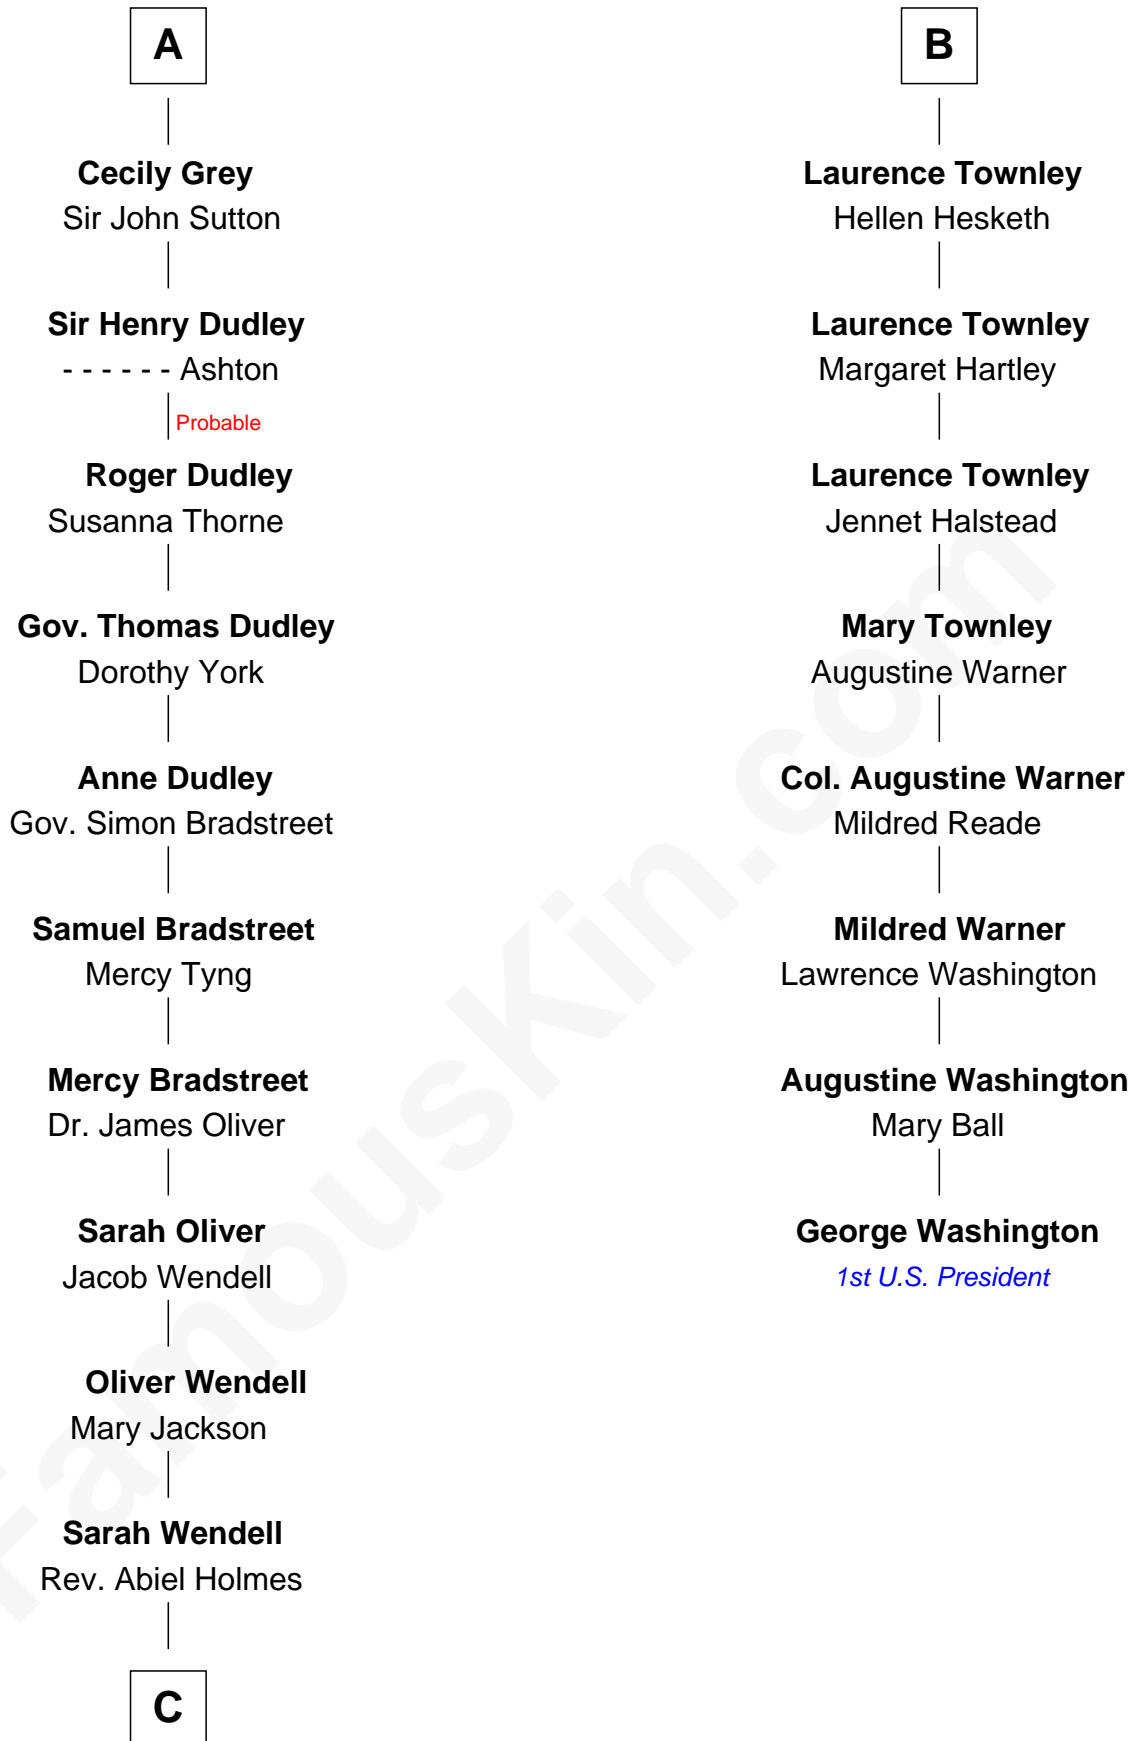 A
Cecily Grey
Sir John Sutton
Sir Henry Dudley
- - - - - - Ashton
Probable
Roger Dudley
Susanna Thorne
Gov. Thomas Dudley
Dorothy York
Anne Dudley
Gov. Simon Bradstreet
Samuel Bradstreet
Mercy Tyng
Mercy Bradstreet
Dr. James Oliver
Sarah Oliver
Jacob Wendell
Oliver Wendell
Mary Jackson
Sarah Wendell
Rev. Abiel Holmes
C
B
Laurence Townley
Hellen Hesketh
Laurence Townley
Margaret Hartley
Laurence Townley
Jennet Halstead
Mary Townley
Augustine Warner
Col. Augustine Warner
Mildred Reade
Mildred Warner
Lawrence Washington
Augustine Washington
Mary Ball
George Washington
1st U.S. President
FamousKin.com